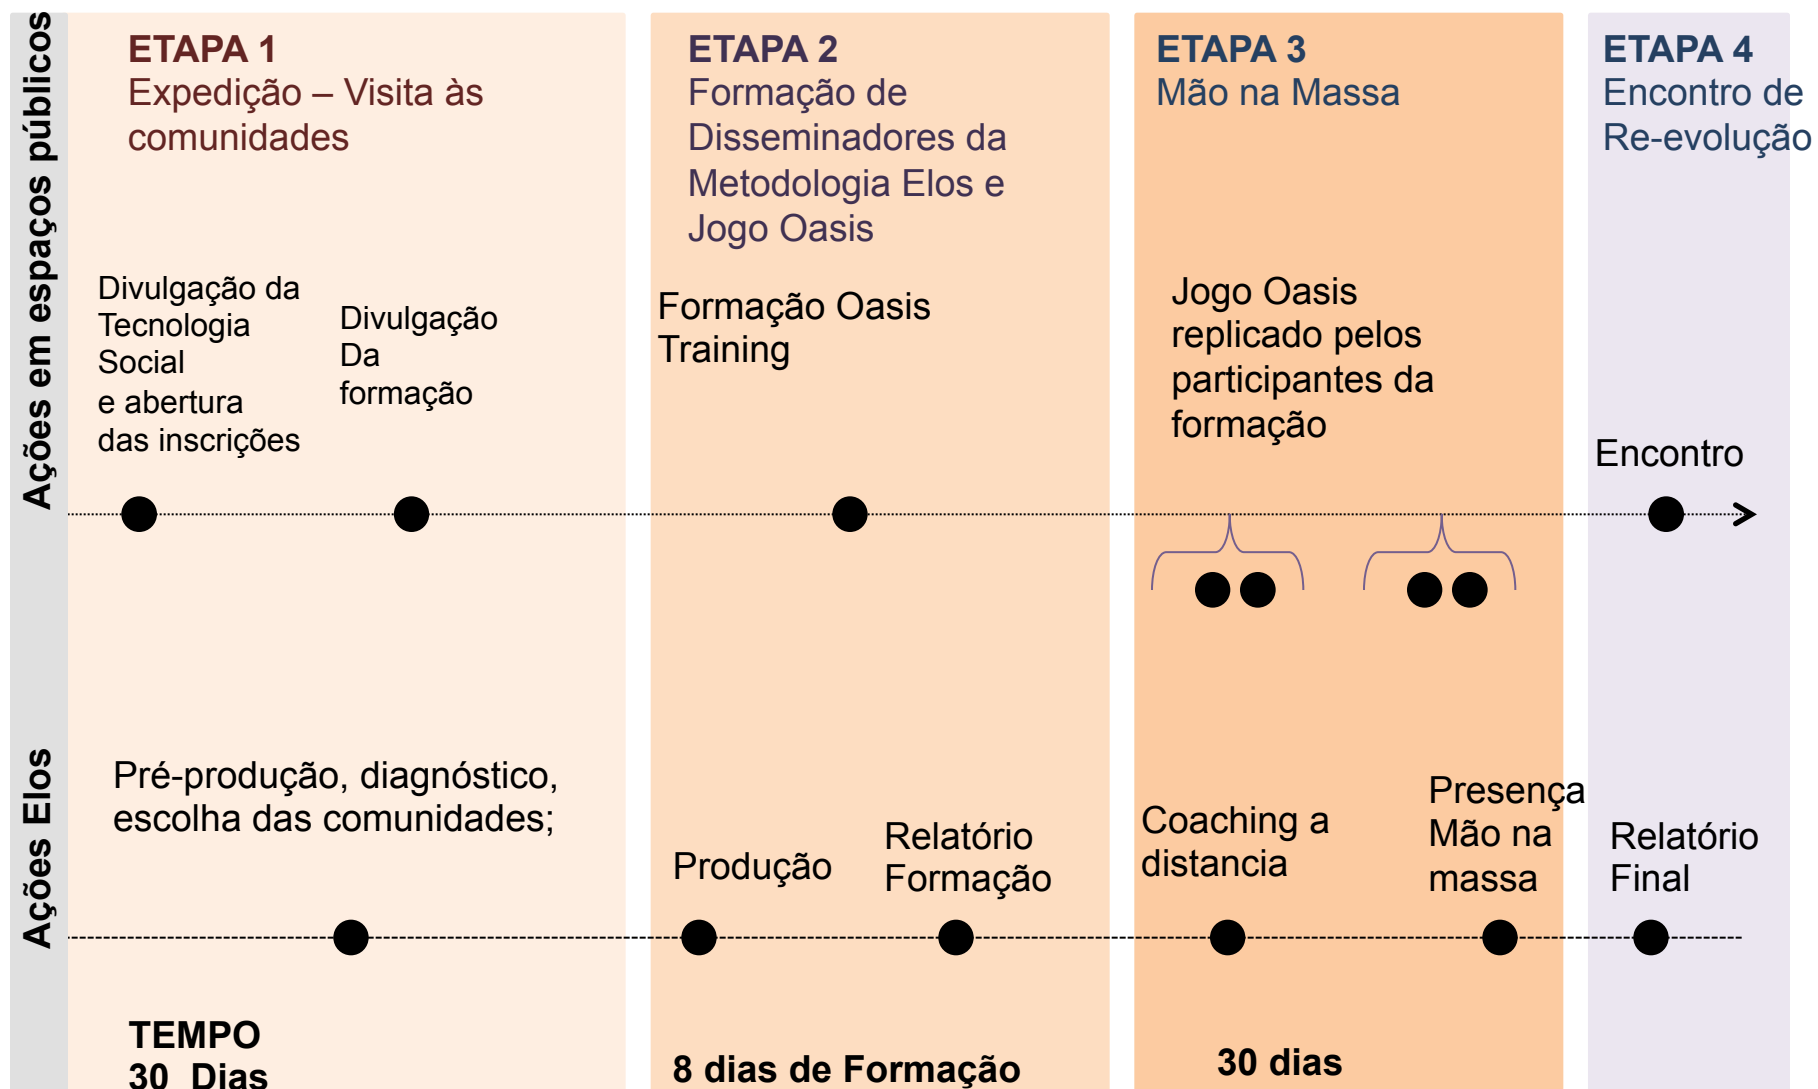 Ações em espaços públicos
ETAPA 1
Expedição – Visita às
comunidades
ETAPA 2
Formação de
Disseminadores da
Metodologia Elos e
Jogo Oasis
ETAPA 3
Mão na Massa
ETAPA 4
Encontro de
Re-evolução
Divulgação da
Tecnologia
Social
e abertura
das inscrições
Divulgação
Da
formação
Formação Oasis
Training
Jogo Oasis
replicado pelos
participantes da
formação
Encontro
Ações Elos
Pré-produção, diagnóstico,
escolha das comunidades;
Produção
Relatório
Formação
Coaching a
distancia
Presença
Mão na
massa
Relatório
Final
TEMPO
30 Dias
8 dias de Formação
30 dias